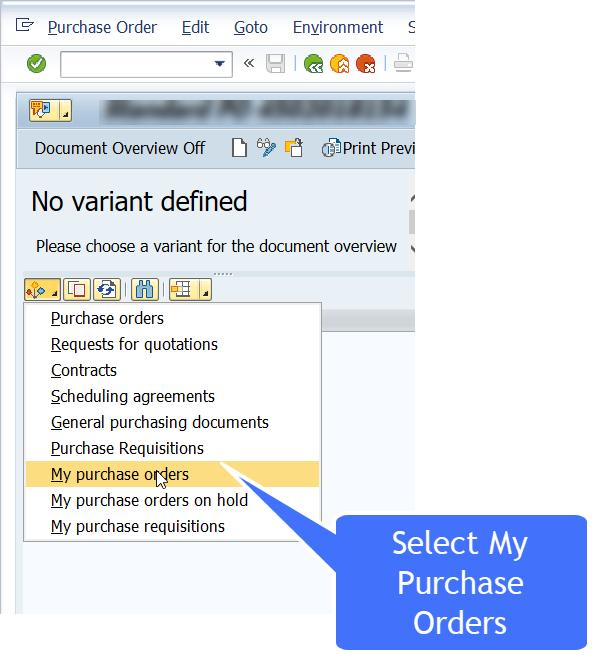 Purchase Order Edit Goto Environment S
Document Overview Off Print Previ
No variant defined
Please choose a variant for the document overview
Purchase orders
Requests for quotations
Contracts
Scheduling agreements
General purchasing documents
Purchase Requisitions
My purchase orders
My purchase orders on hold
My purchase requisitions
Select My
Purchase
Orders